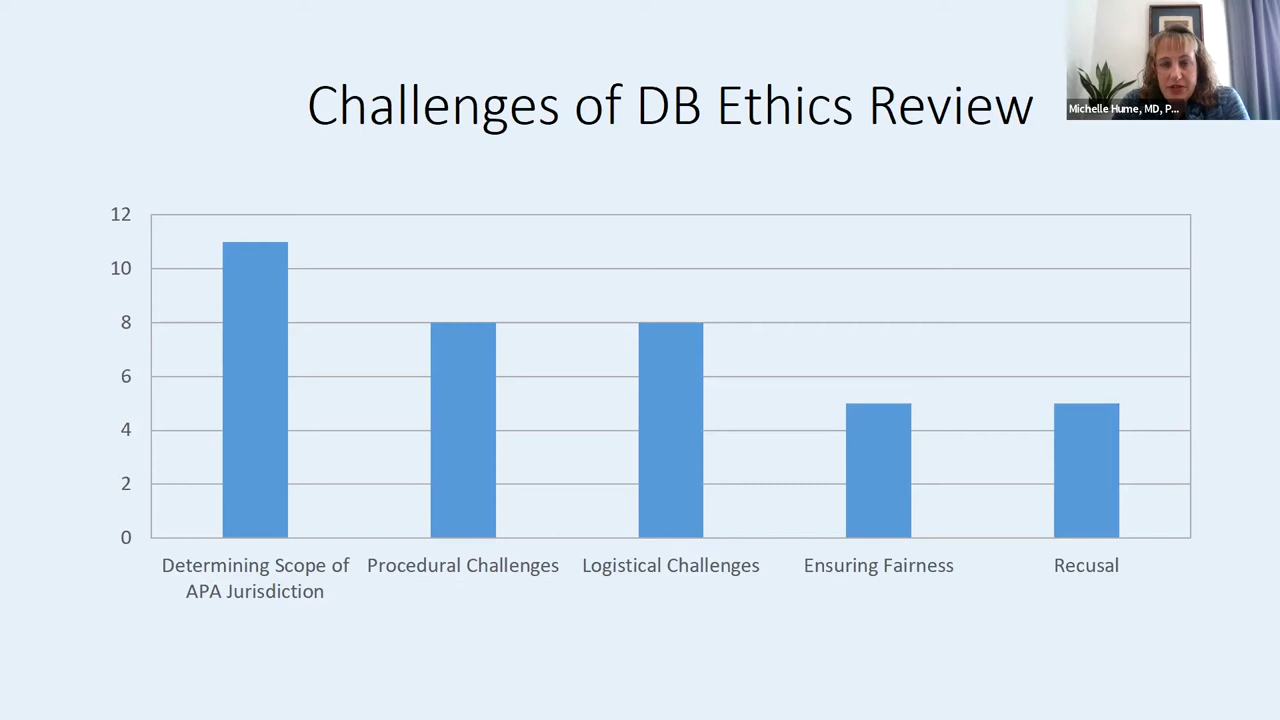 Challenges of DB Ethics Review
Michelle Hume, MD, P...
12
10
8
6
4
2
0
Determining Scope of
APA Jurisdiction
Procedural Challenges
Logistical Challenges
Ensuring Fairness
Recusal